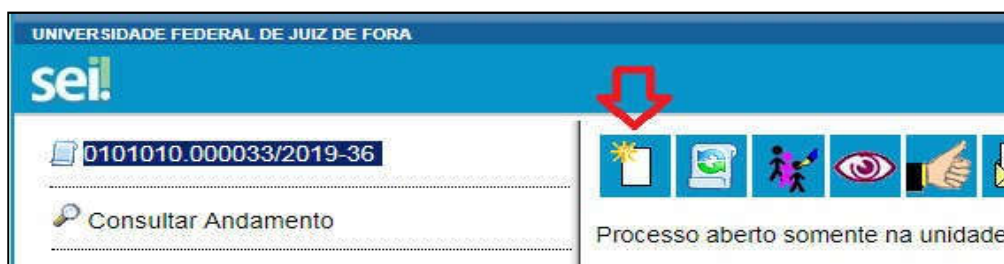 UNIVERSIDADE FEDERAL DE JUIZ DE FORA
sei!
0101010.000033/2019-36
Consultar Andamento
Processo aberto somente na unidade